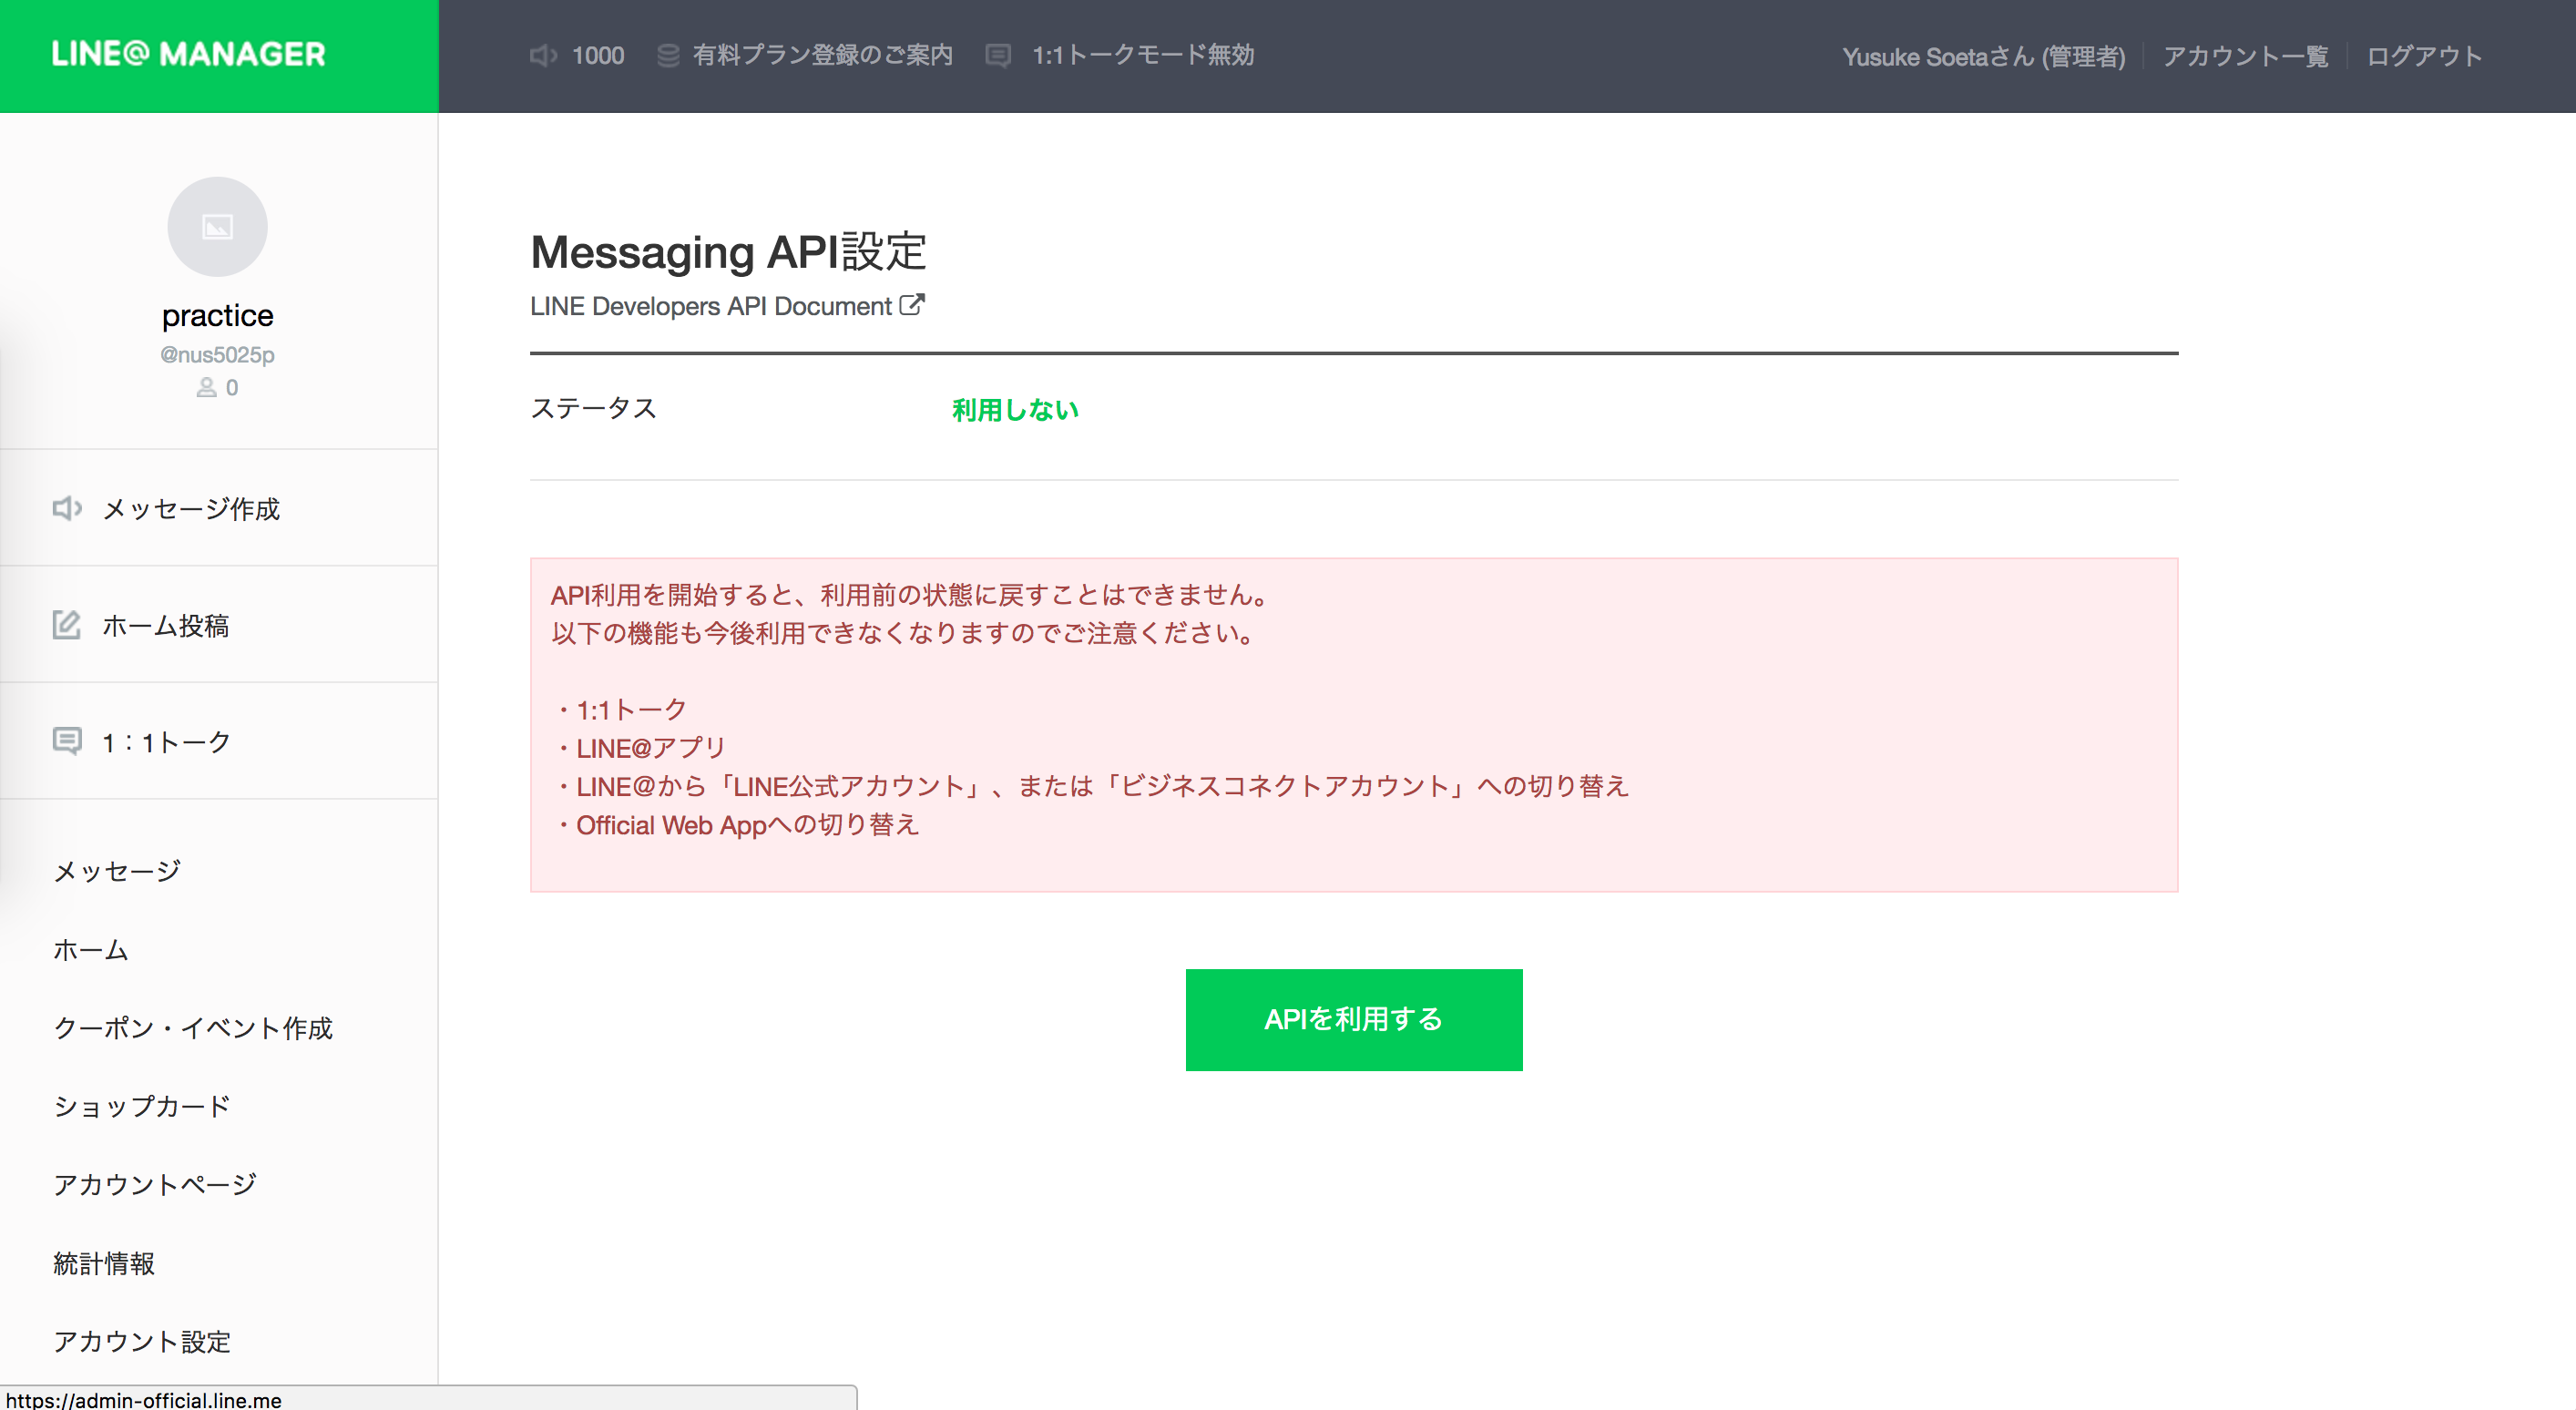 LINE@ MANAGER
1000 有料プラン登録のご案内 1:1トークモード無効
Yusuke Soetaさん (管理者) アカウント一覧 ログアウト
practice
@nus5025p
0
メッセージ作成
ホーム投稿
1：1トーク
メッセージ
ホーム
クーポン・イベント作成
ショップカード
アカウントページ
統計情報
アカウント設定
Messaging API設定
LINE Developers API Document
ステータス 利用しない
API利用を開始すると、利用前の状態に戻すことはできません。
以下の機能も今後利用できなくなりますのでご注意ください。
・1:1トーク
・LINE@アプリ
・LINE@から「LINE公式アカウント」、または「ビジネスコネクトアカウント」への切り替え
・Official Web Appへの切り替え
APIを利用する
https://admin-official.line.me